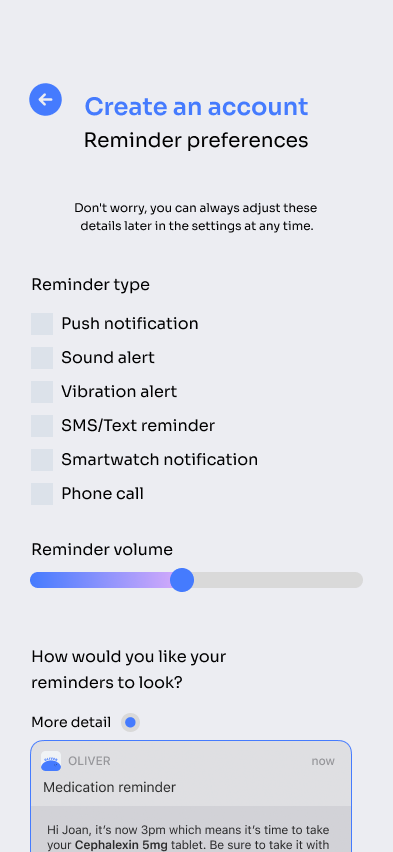 Create an account
Reminder preferences
Don't worry, you can always adjust these
details later in the settings at any time.
Reminder type
Push notification
Sound alert
Vibration alert
SMS/Text reminder
Smartwatch notification
Phone call
Reminder volume
How would you like your
reminders to look?
More detail
OLIVER
now
Medication reminder
Hi Joan, it’s now 3pm which means it’s time to take
your Cephalexin 5mg tablet. Be sure to take it with